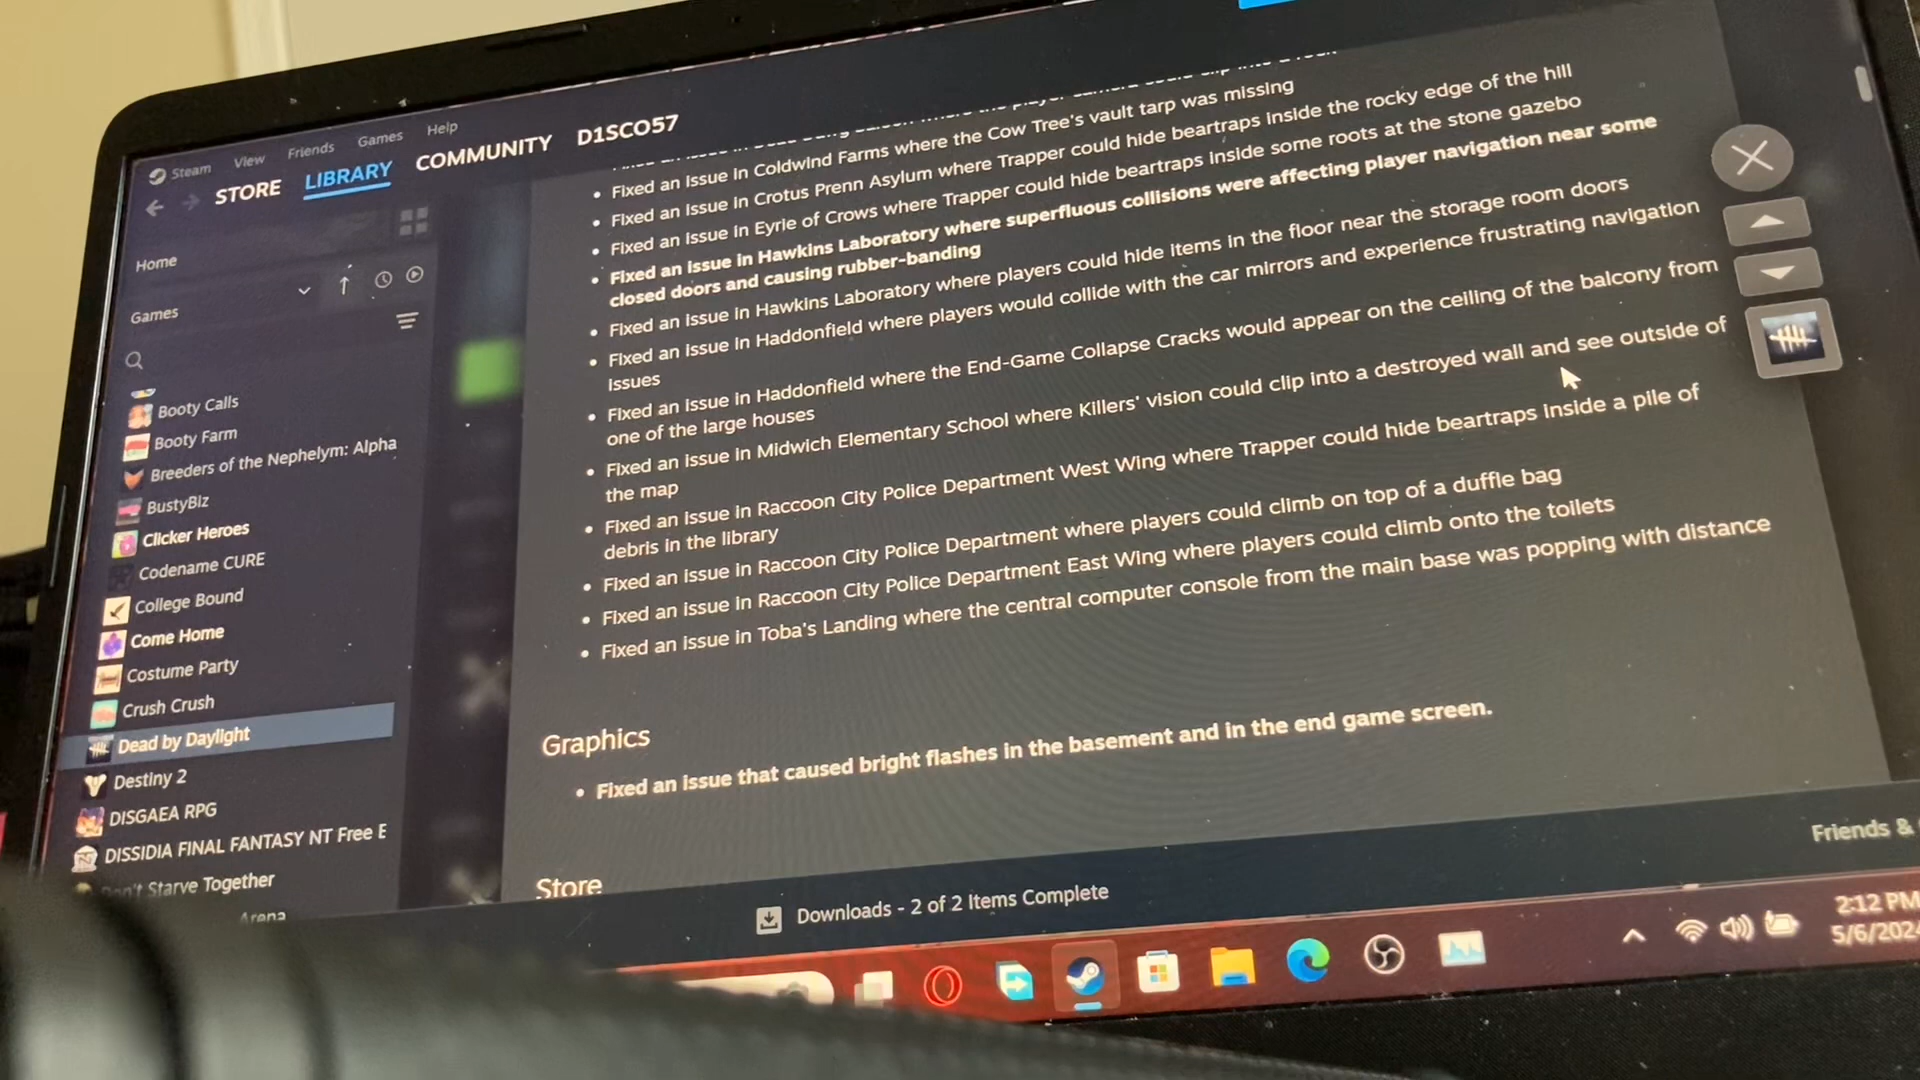 Steam View Friends Games Help
STORE LIBRARY COMMUNITY D1SCO57
Home
Games
Booty Calls
Booty Farm
Breeders of the Nephelym: Alpha
BustyBiz
Clicker Heroes
Codename CURE
College Bound
Come Home
Costume Party
Crush Crush
Dead by Daylight
Destiny 2
DISGAEA RPG
DISSIDIA FINAL FANTASY NT Free E
Don't Starve Together
Arena
• Fixed an issue in Coldwind Farms where the Cow Tree's vault tarp was missing
• Fixed an issue in Crotus Prenn Asylum where Trapper could hide beartraps inside the rocky edge of the hill
• Fixed an issue in Eyrie of Crows where Trapper could hide beartraps inside some roots at the stone gazebo
• Fixed an issue in Hawkins Laboratory where superfluous collisions were affecting player navigation near some
closed doors and causing rubber-banding
• Fixed an issue in Hawkins Laboratory where players could hide items in the floor near the storage room doors
• Fixed an issue in Haddonfield where players would collide with the car mirrors and experience frustrating navigation
issues
• Fixed an issue in Haddonfield where the End-Game Collapse Cracks would appear on the ceiling of the balcony from
one of the large houses
• Fixed an issue in Midwich Elementary School where Killers' vision could clip into a destroyed wall and see outside of
the map
• Fixed an issue in Raccoon City Police Department West Wing where Trapper could hide beartraps inside a pile of
debris in the library
• Fixed an issue in Raccoon City Police Department where players could climb on top of a duffle bag
• Fixed an issue in Raccoon City Police Department East Wing where players could climb onto the toilets
• Fixed an issue in Toba's Landing where the central computer console from the main base was popping with distance
Graphics
• Fixed an issue that caused bright flashes in the basement and in the end game screen.
Store
Downloads - 2 of 2 Items Complete
Friends &
2:12 PM
5/6/2024